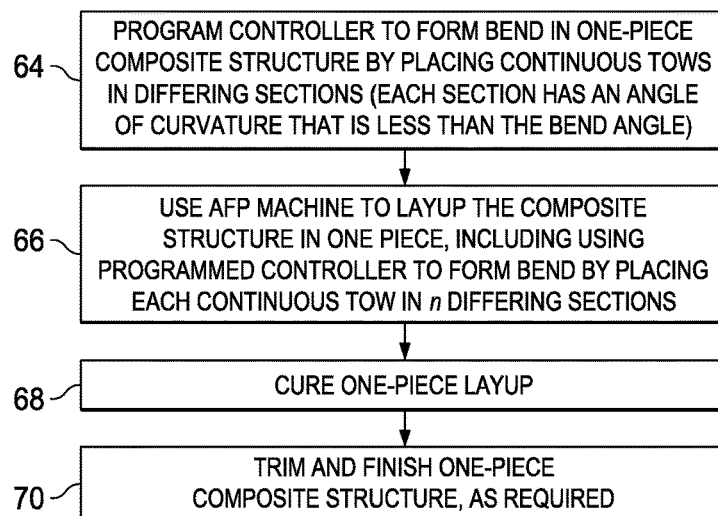 64
PROGRAM CONTROLLER TO FORM BEND IN ONE-PIECE
COMPOSITE STRUCTURE BY PLACING CONTINUOUS TOWS
IN DIFFERING SECTIONS (EACH SECTION HAS AN ANGLE
OF CURVATURE THAT IS LESS THAN THE BEND ANGLE)
66
USE AFP MACHINE TO LAYUP THE COMPOSITE
STRUCTURE IN ONE PIECE, INCLUDING USING
PROGRAMMED CONTROLLER TO FORM BEND BY PLACING
EACH CONTINUOUS TOW IN n DIFFERING SECTIONS
68
CURE ONE-PIECE LAYUP
70
TRIM AND FINISH ONE-PIECE
COMPOSITE STRUCTURE, AS REQUIRED